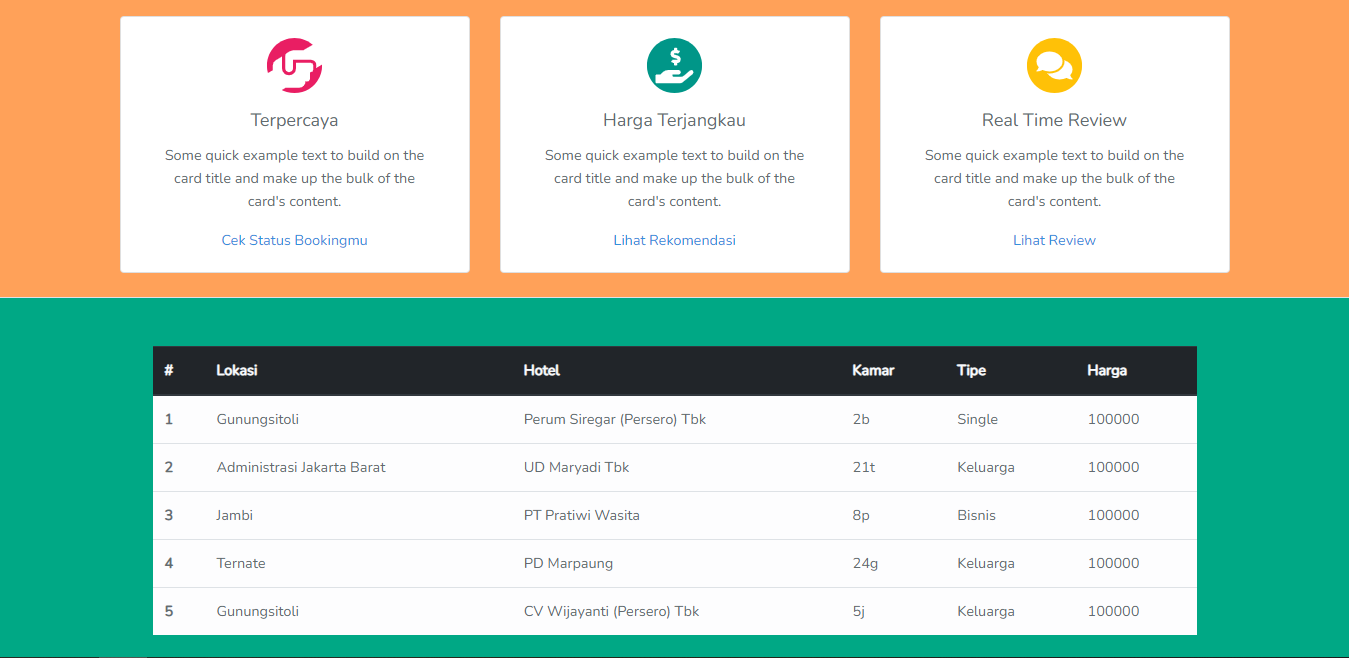 Terpercaya
Some quick example text to build on the
card title and make up the bulk of the
card's content.
Cek Status Bookingmu
Harga Terjangkau
Some quick example text to build on the
card title and make up the bulk of the
card's content.
Lihat Rekomendasi
Real Time Review
Some quick example text to build on the
card title and make up the bulk of the
card's content.
Lihat Review
# Lokasi Hotel Kamar Tipe Harga
1 Gunungsitoli Perum Siregar (Persero) Tbk 2b Single 100000
2 Administrasi Jakarta Barat UD Maryadi Tbk 21t Keluarga 100000
3 Jambi PT Pratiwi Wasita 8p Bisnis 100000
4 Ternate PD Marpaung 24g Keluarga 100000
5 Gunungsitoli CV Wijayanti (Persero) Tbk 5j Keluarga 100000